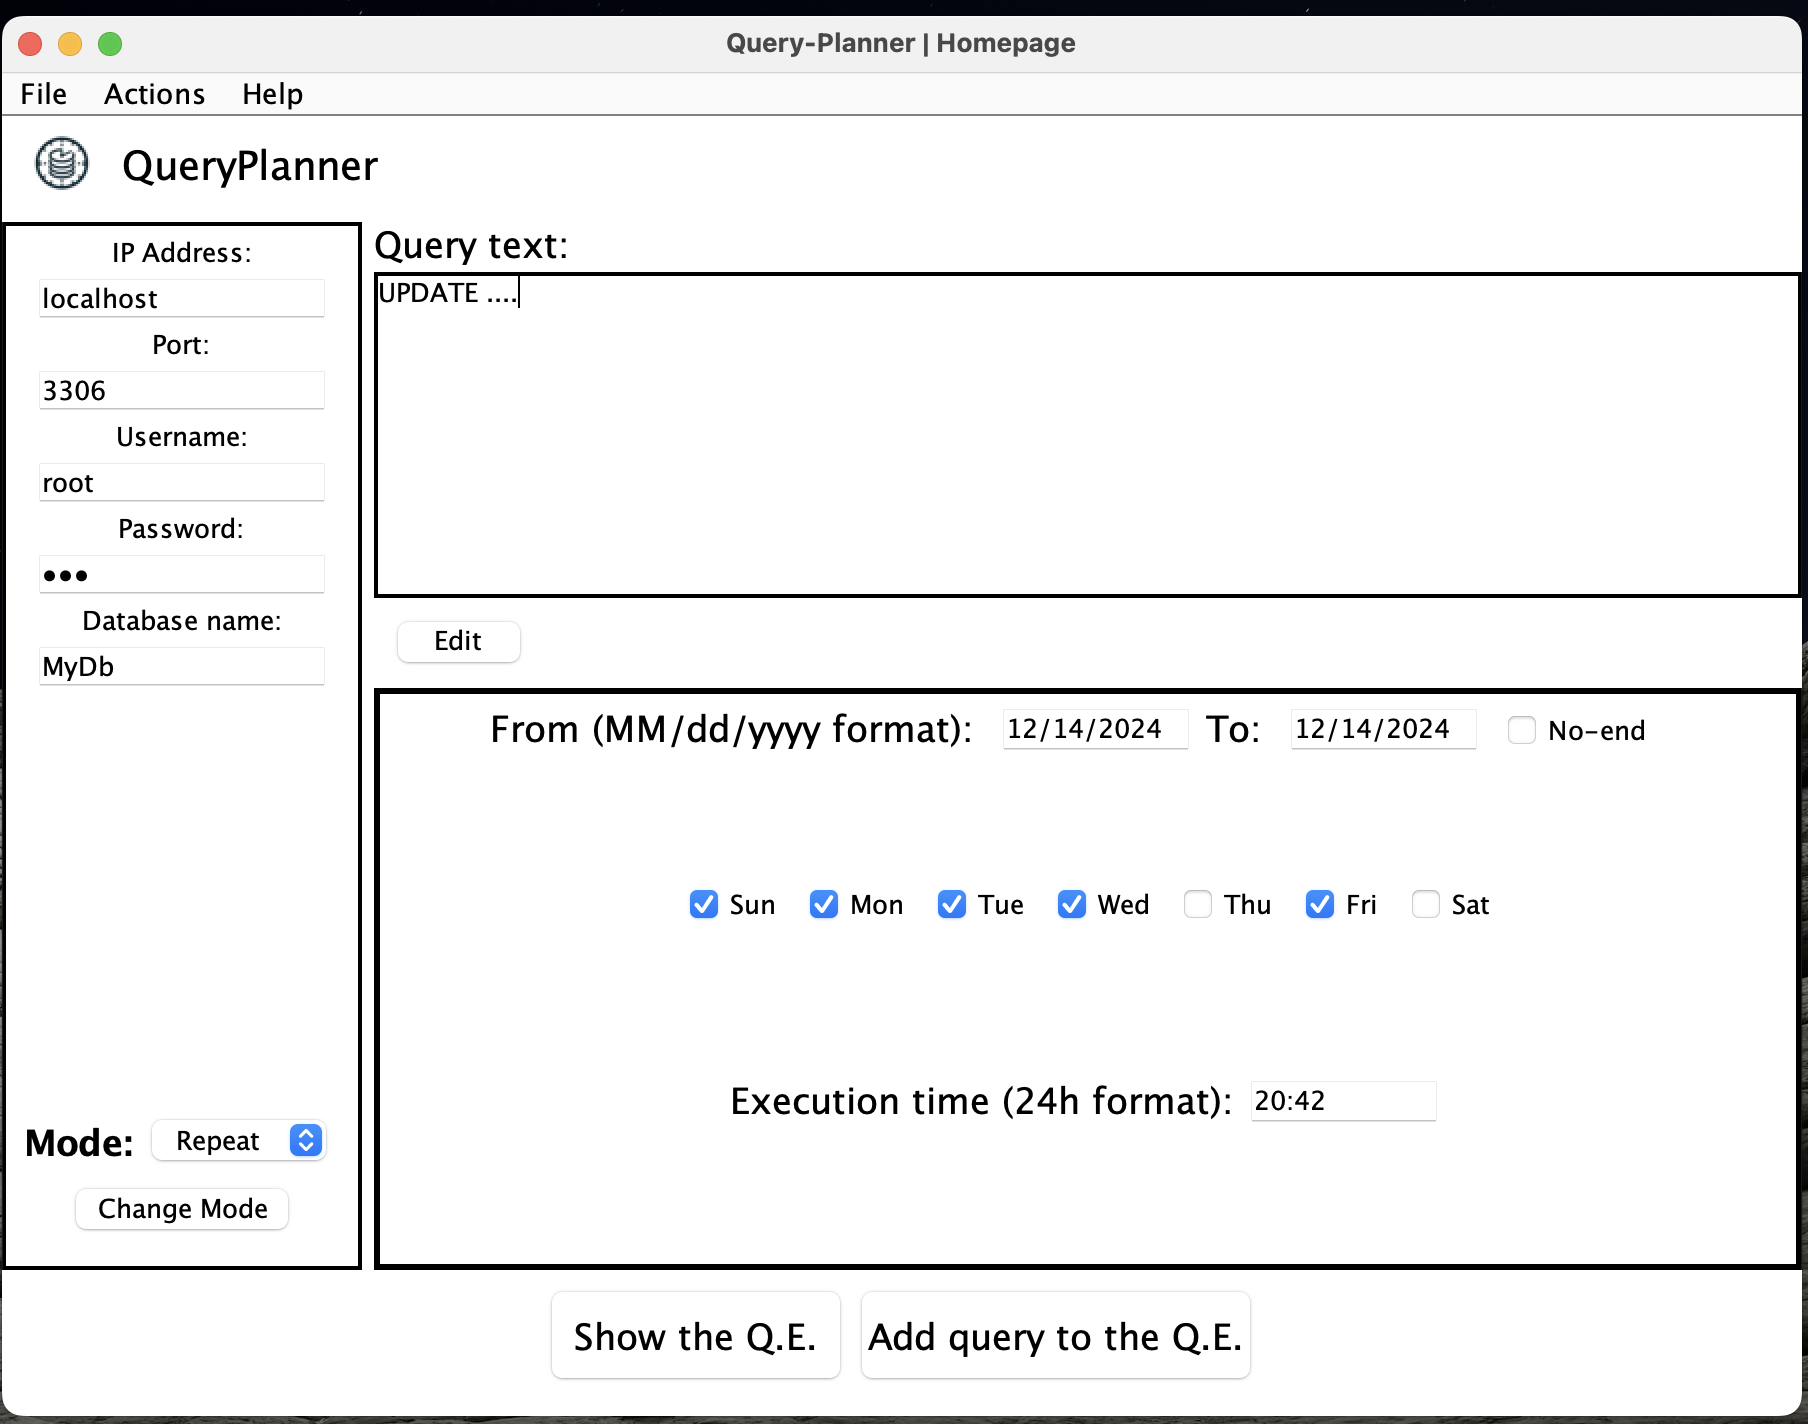 Query-Planner | Homepage
File Actions Help
QueryPlanner
IP Address:
localhost
Port:
3306
Username:
root
Password:
•••
Database name:
MyDb
Mode: Repeat
Change Mode
Query text:
UPDATE ....
Edit
From (MM/dd/yyyy format): 12/14/2024 To: 12/14/2024 No-end
Sun Mon Tue Wed Thu Fri Sat
Execution time (24h format): 20:42
Show the Q.E. Add query to the Q.E.